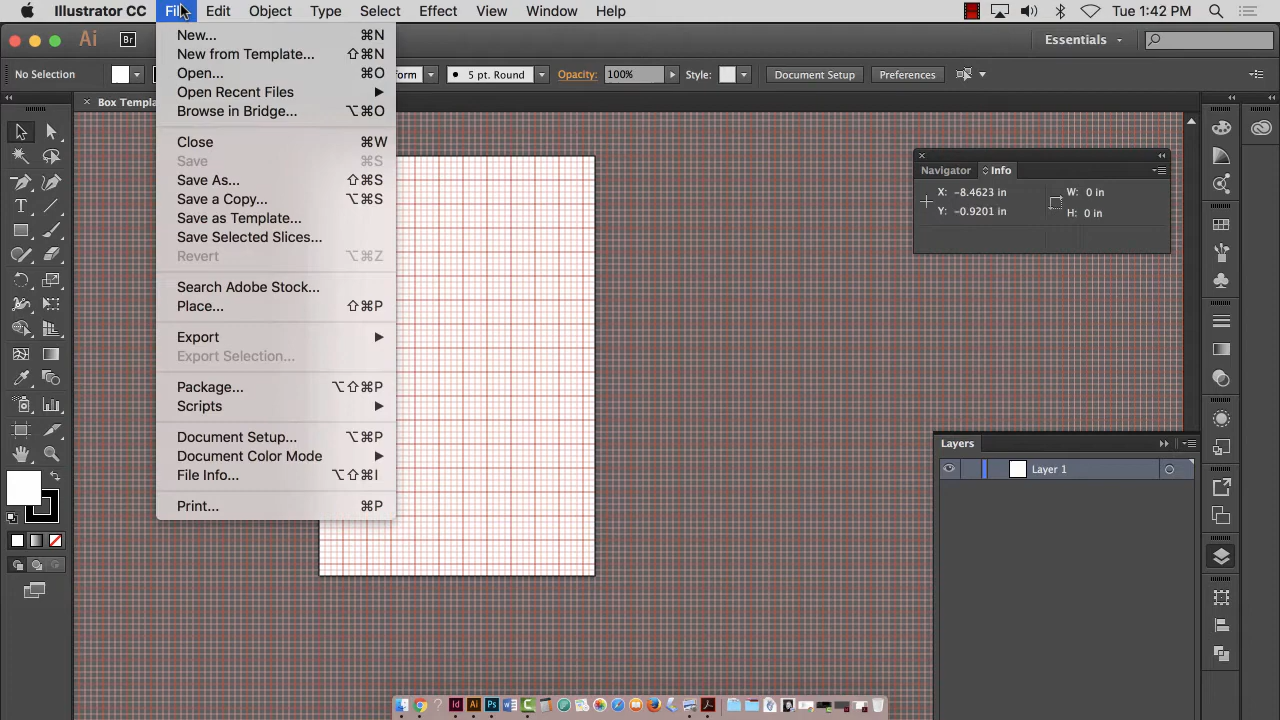 Illustrator CC File Edit Object Type Select Effect View Window Help Tue 1:42 PM
Ai Br Essentials
No Selection 5 pt. Round Opacity: 100% Style: Document Setup Preferences
New... ⌘N
New from Template... ⇧⌘N
Open... ⌘O
Open Recent Files
Browse in Bridge... ⌥⌘O
Close ⌘W
Save ⌘S
Save As... ⇧⌘S
Save a Copy... ⌥⌘S
Save as Template...
Save Selected Slices...
Revert ⌥⌘Z
Search Adobe Stock...
Place... ⇧⌘P
Export
Export Selection...
Package... ⌥⇧⌘P
Scripts
Document Setup... ⌥⌘P
Document Color Mode
File Info... ⌥⇧⌘I
Print... ⌘P
Navigator Info
X: -8.4623 in W: 0 in
Y: -0.9201 in H: 0 in
Layers
Layer 1